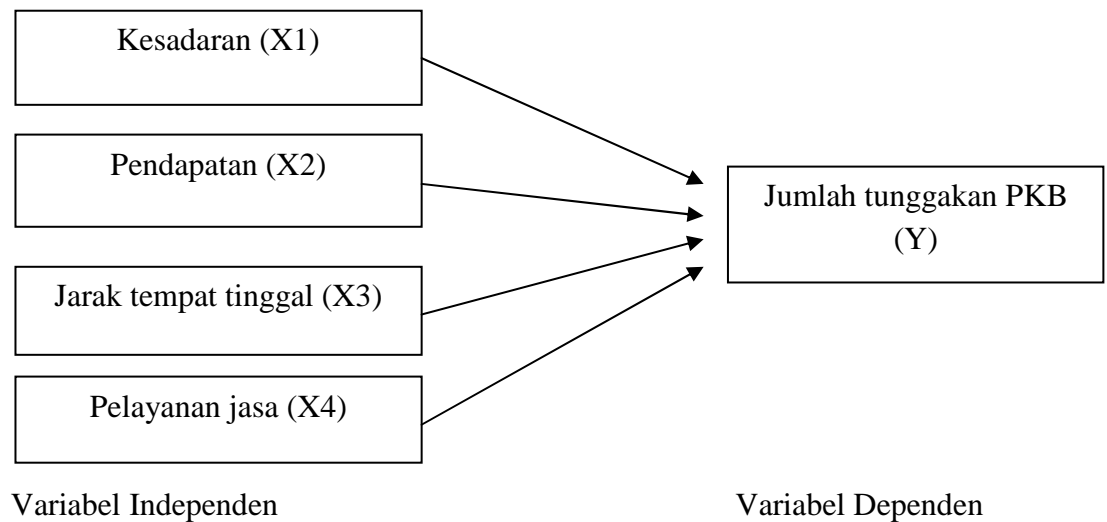 Kesadaran (X1)
Pendapatan (X2)
Jarak tempat tinggal (X3)
Pelayanan jasa (X4)
Jumlah tunggakan PKB
(Y)
Variabel Independen
Variabel Dependen